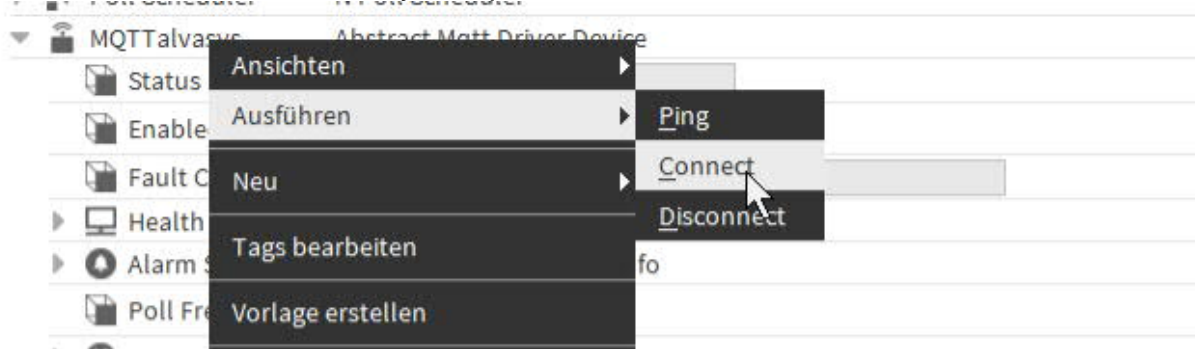 MQTTalvasys Abstract Mqtt Driver Device
Ansichten
Status
Ausführen
Ping
Enable
Connect
Fault C
Neu
Health
Disconnect
Tags bearbeiten
Alarm S
fo
Poll Fre
Vorlage erstellen